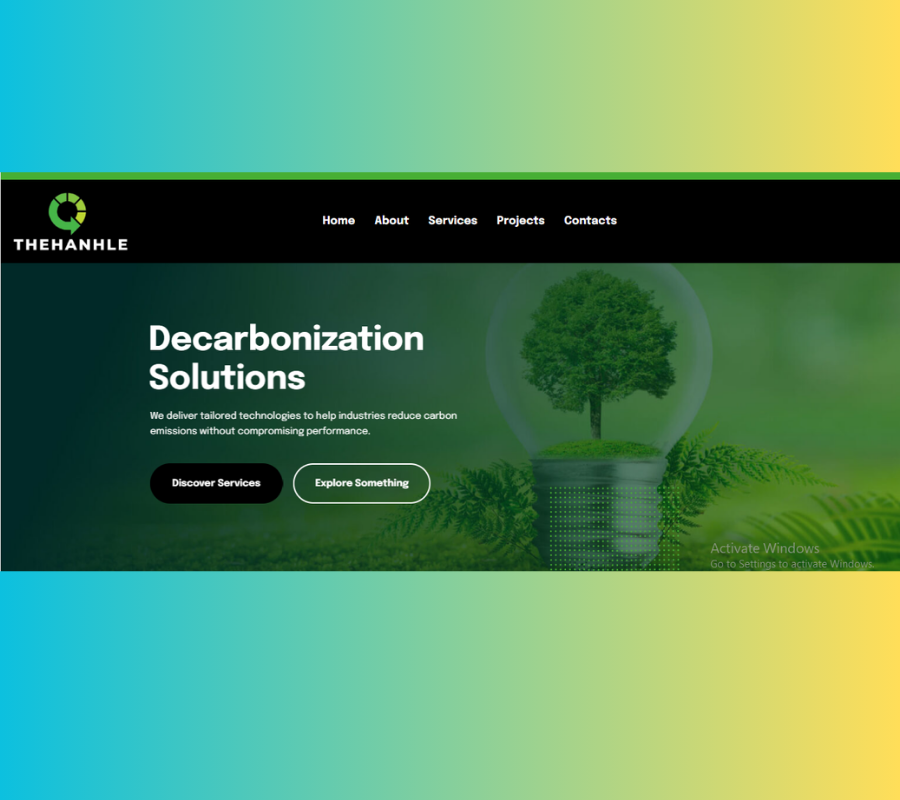 THEHANHLE
Home About Services Projects Contacts
Decarbonization
Solutions
We deliver tailored technologies to help industries reduce carbon
emissions without compromising performance.
Discover Services Explore Something
Activate Windows
Go to Settings to activate Windows.